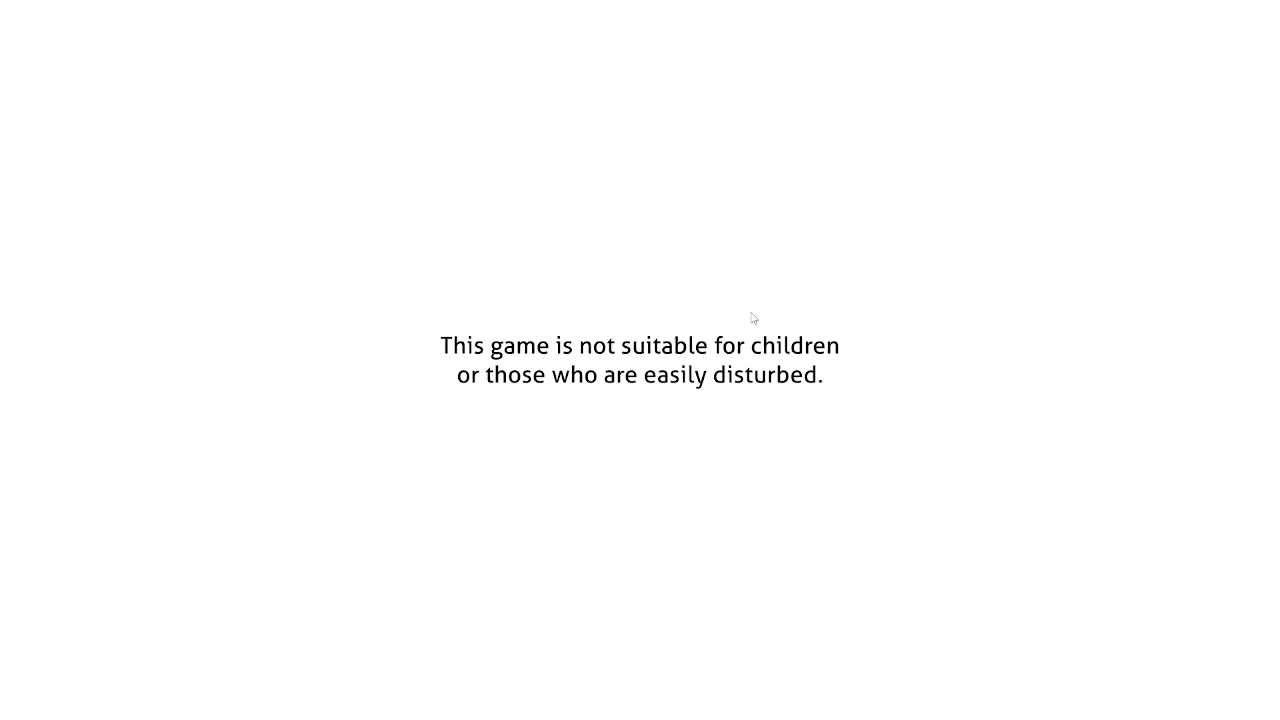 This game is not suitable for children
or those who are easily disturbed.